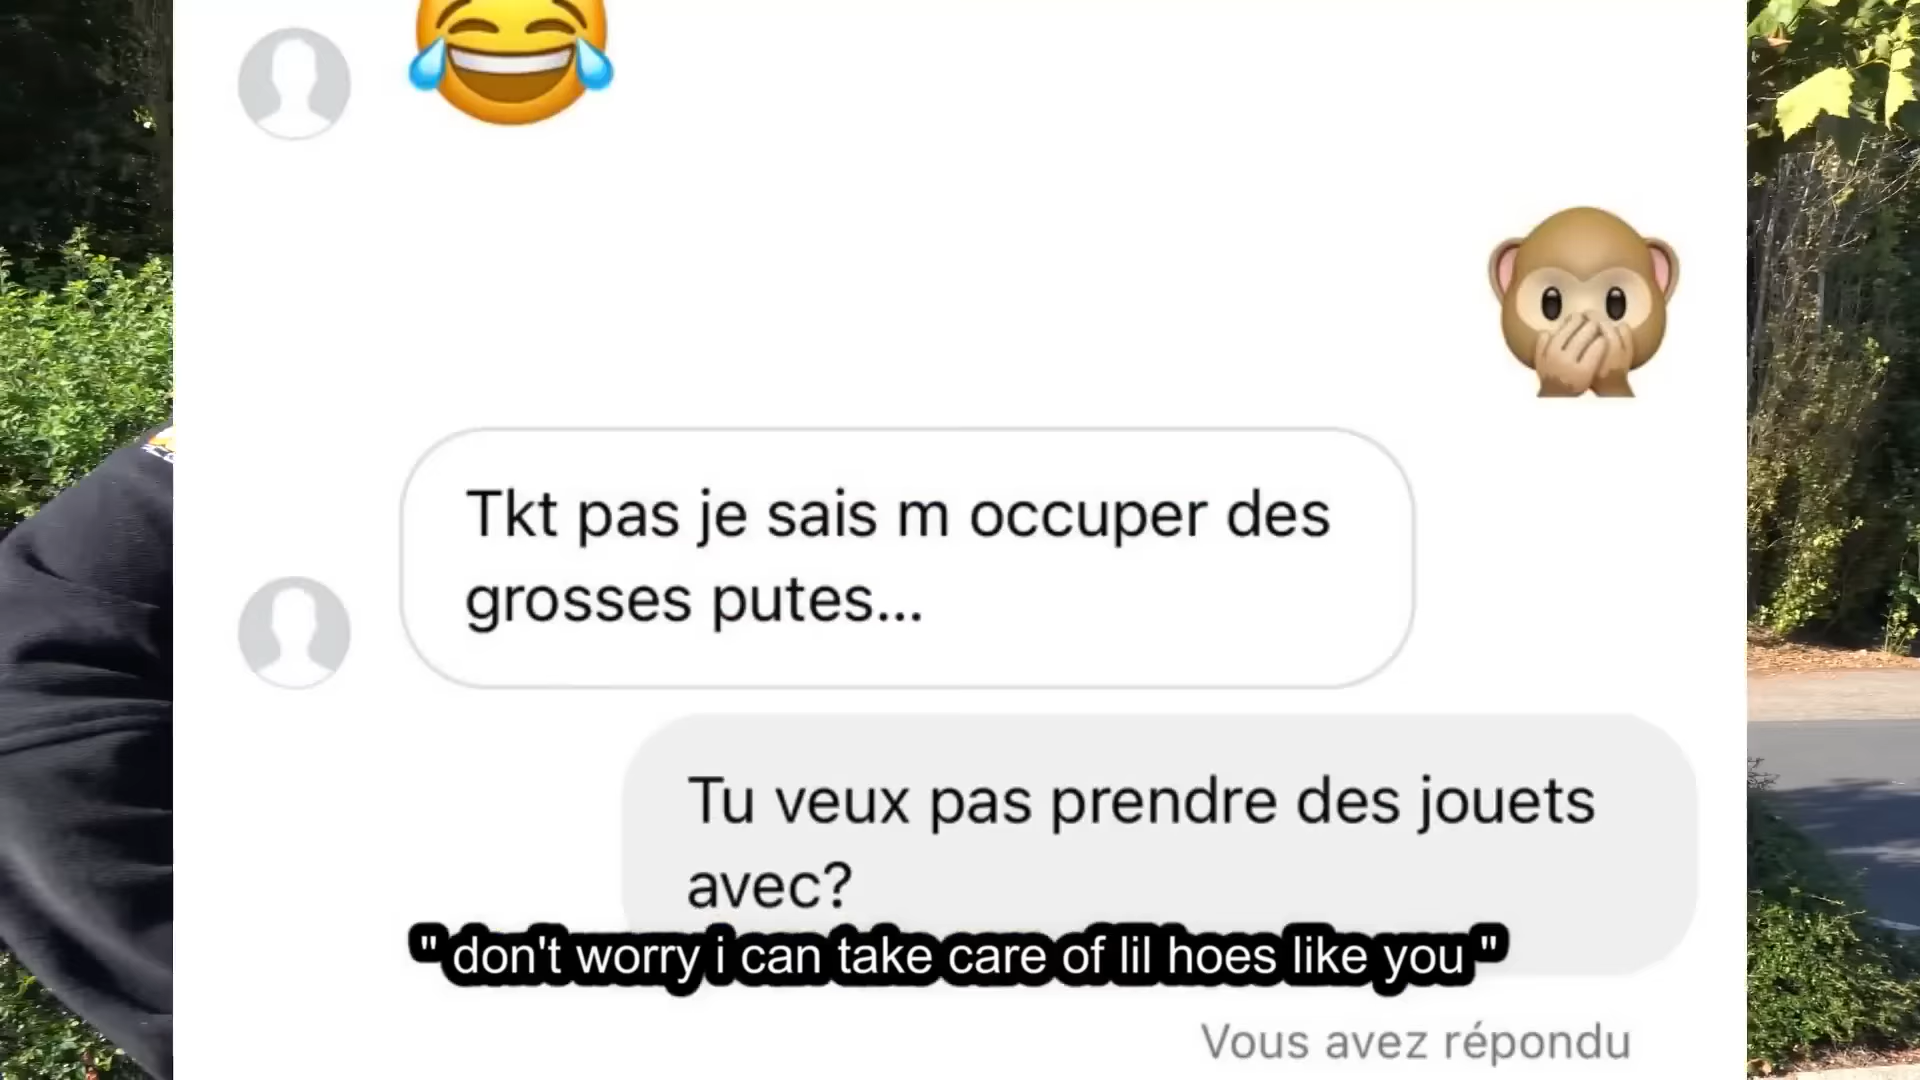 Tkt pas je sais m occuper des
grosses putes...
Tu veux pas prendre des jouets
avec?
" don't worry i can take care of lil hoes like you "
Vous avez répondu